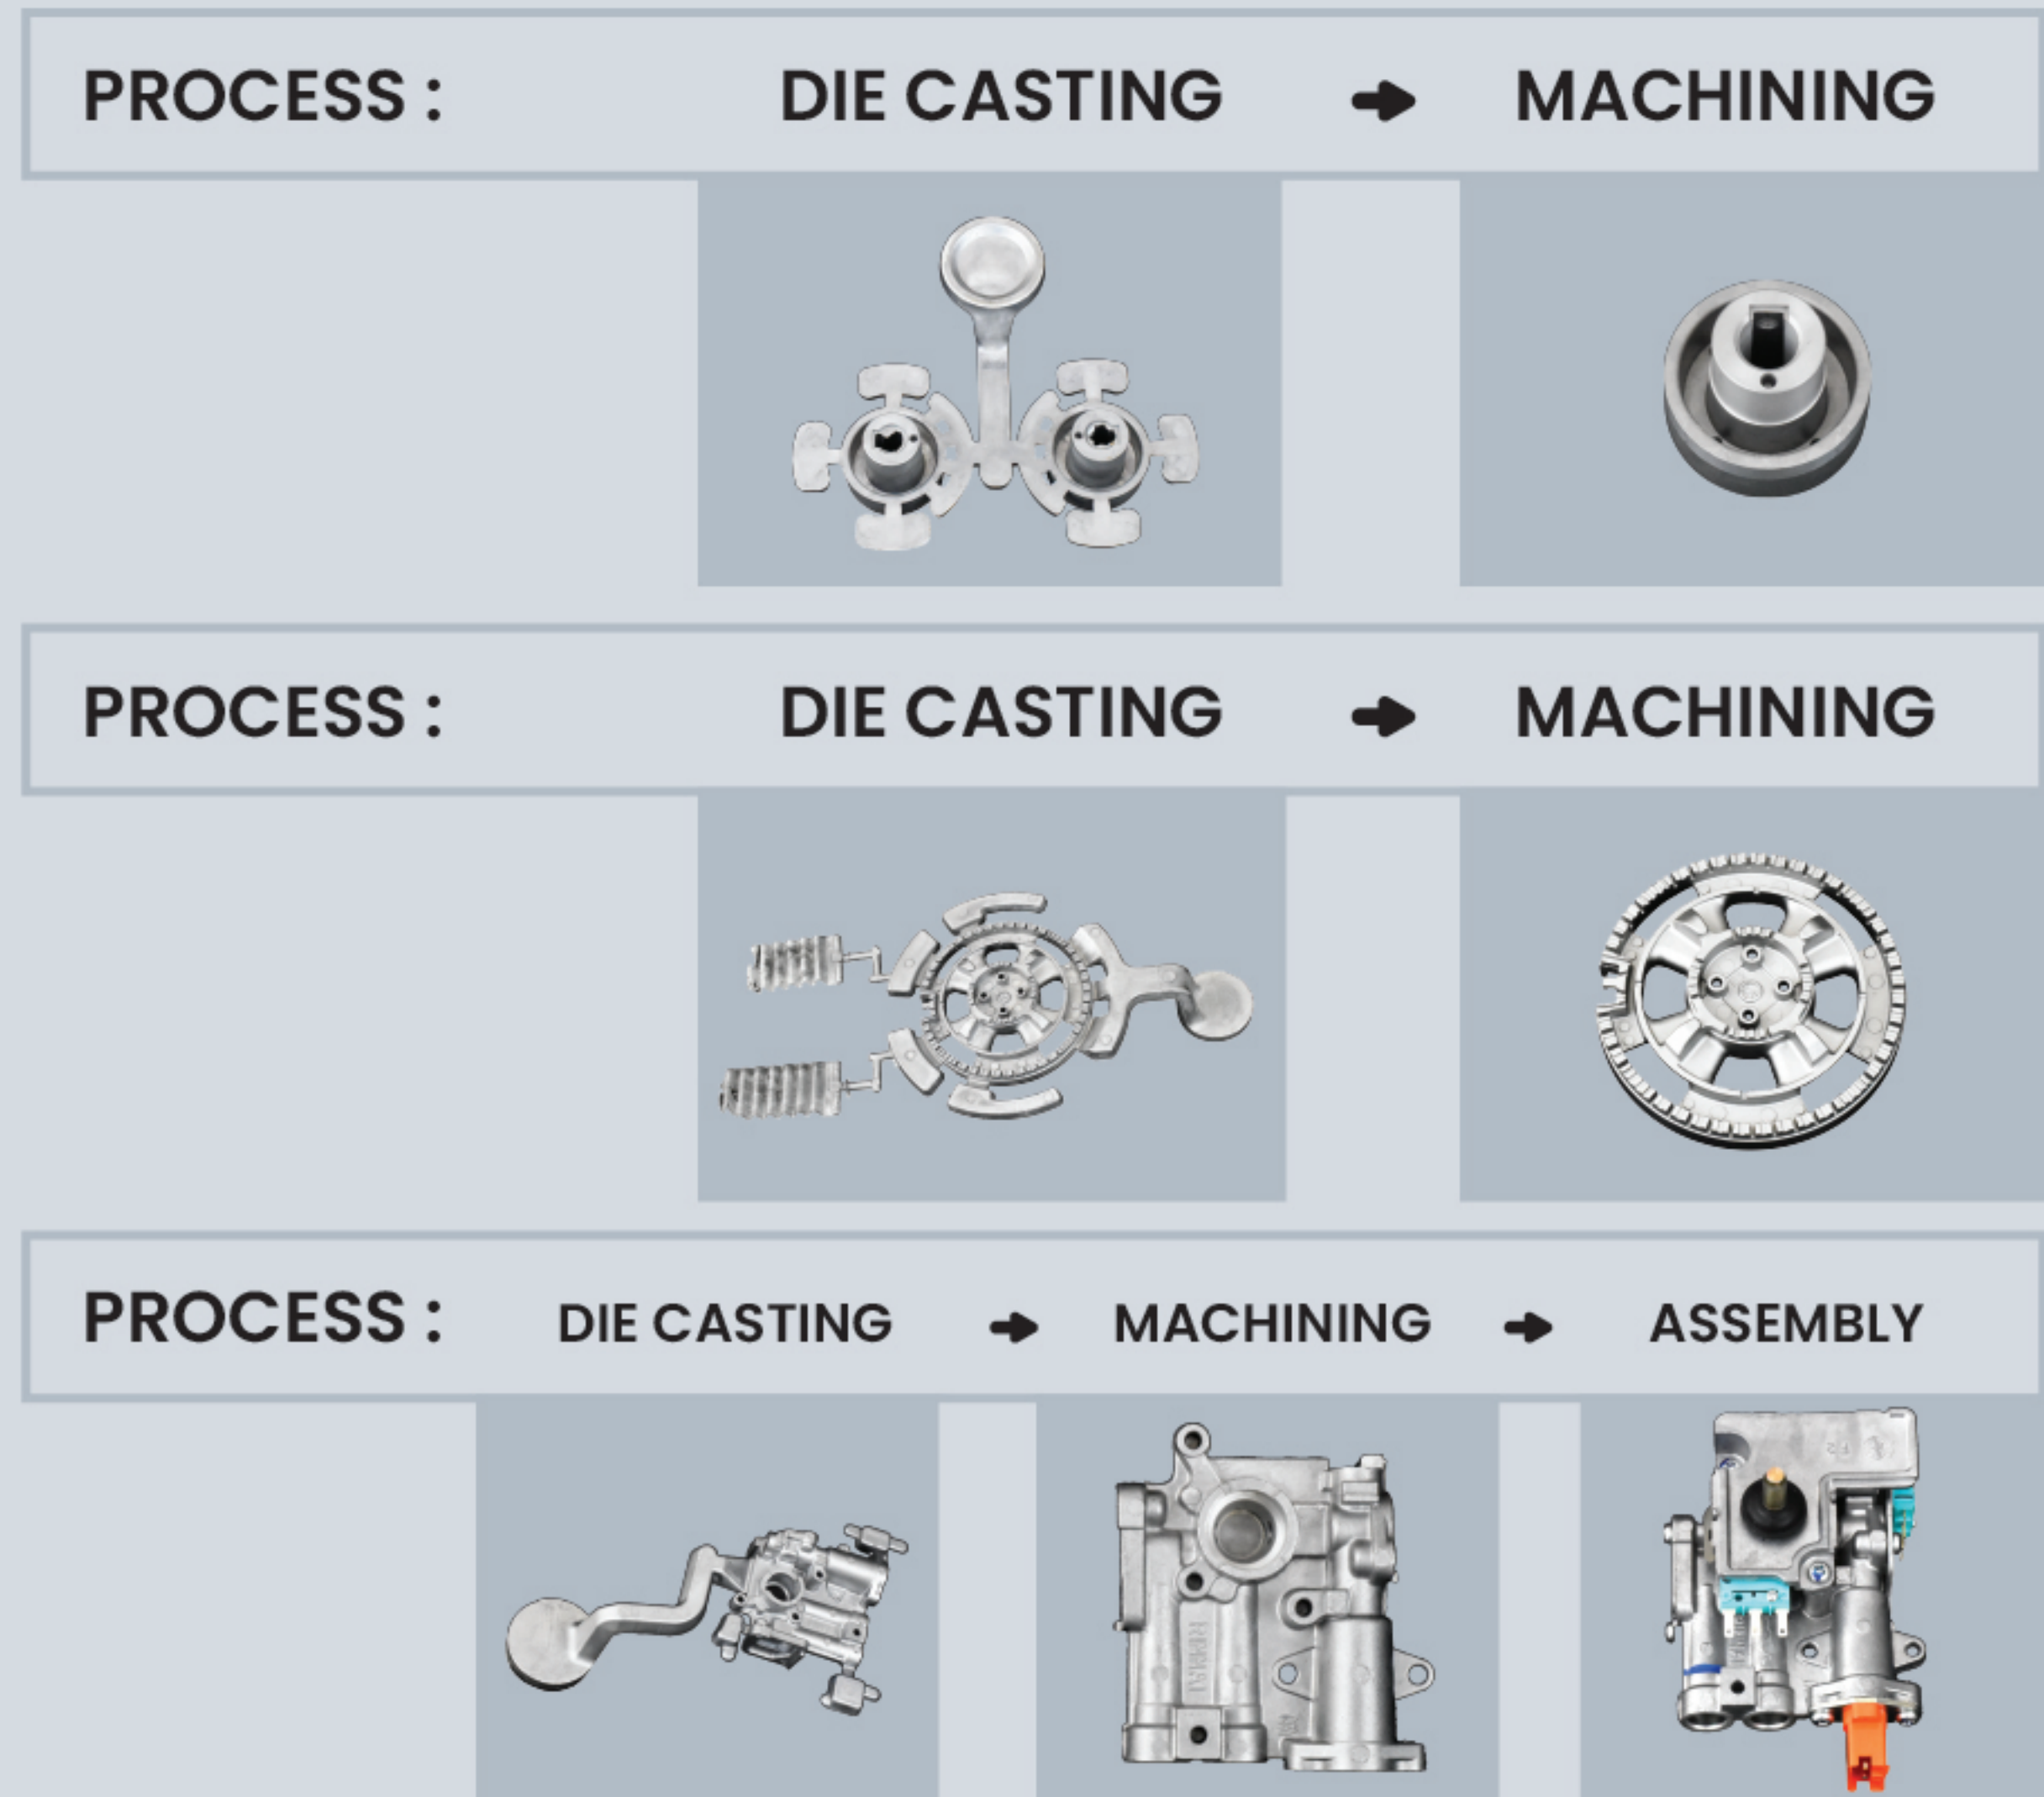 PROCESS : DIE CASTING → MACHINING
PROCESS : DIE CASTING → MACHINING
PROCESS : DIE CASTING → MACHINING → ASSEMBLY